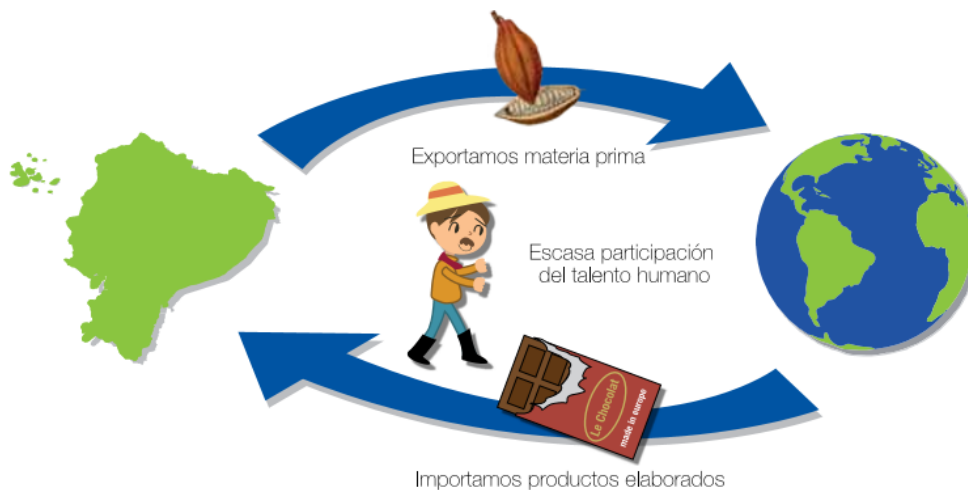 Exportamos materia prima
Escasa participación
del talento humano
Le Chocolat
made in europe
Importamos productos elaborados